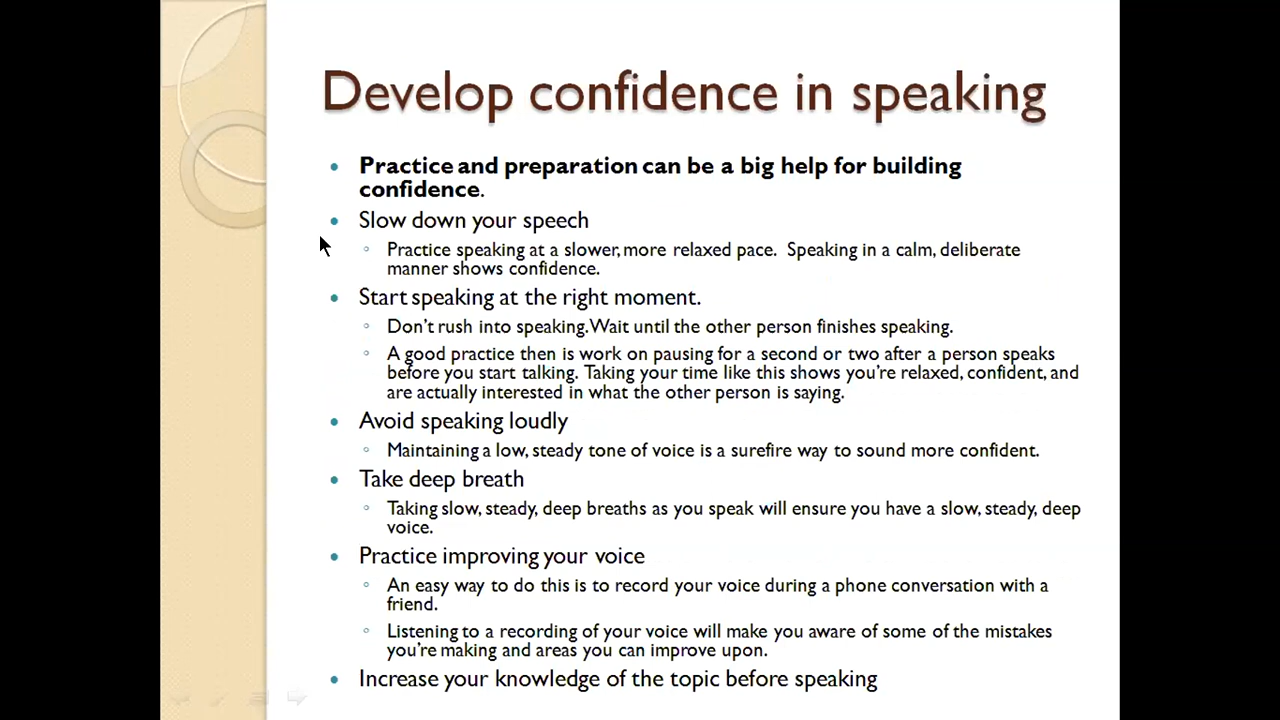 Develop confidence in speaking
• Practice and preparation can be a big help for building
confidence.
• Slow down your speech
◦ Practice speaking at a slower, more relaxed pace. Speaking in a calm, deliberate
manner shows confidence.
• Start speaking at the right moment.
◦ Don't rush into speaking. Wait until the other person finishes speaking.
◦ A good practice then is work on pausing for a second or two after a person speaks
before you start talking. Taking your time like this shows you're relaxed, confident, and
are actually interested in what the other person is saying.
• Avoid speaking loudly
◦ Maintaining a low, steady tone of voice is a surefire way to sound more confident.
• Take deep breath
◦ Taking slow, steady, deep breaths as you speak will ensure you have a slow, steady, deep
voice.
• Practice improving your voice
◦ An easy way to do this is to record your voice during a phone conversation with a
friend.
◦ Listening to a recording of your voice will make you aware of some of the mistakes
you're making and areas you can improve upon.
• Increase your knowledge of the topic before speaking